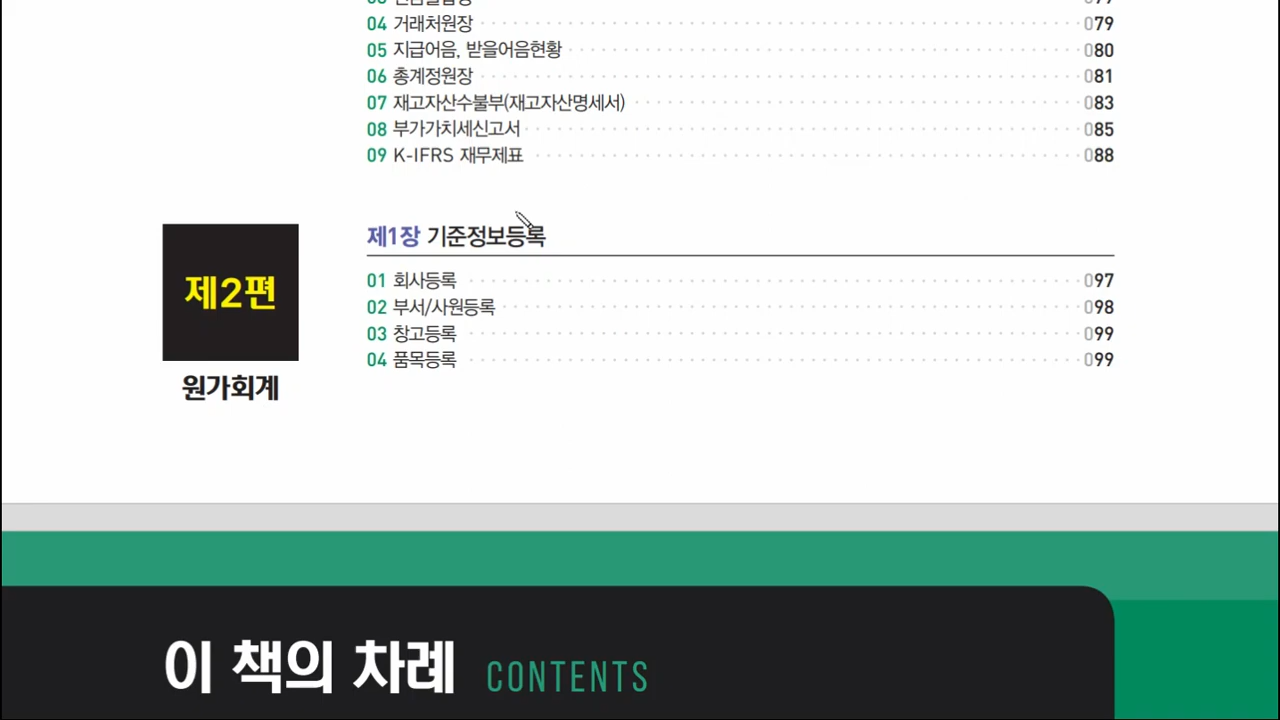 04 거래처원장 079
05 지급어음, 받을어음현황 080
06 총계정원장 081
07 재고자산수불부(재고자산명세서) 083
08 부가가치세신고서 085
09 K-IFRS 재무제표 088
제2편
원가회계
제1장 기준정보등록
01 회사등록 097
02 부서/사원등록 098
03 창고등록 099
04 품목등록 099
이 책의 차례 CONTENTS